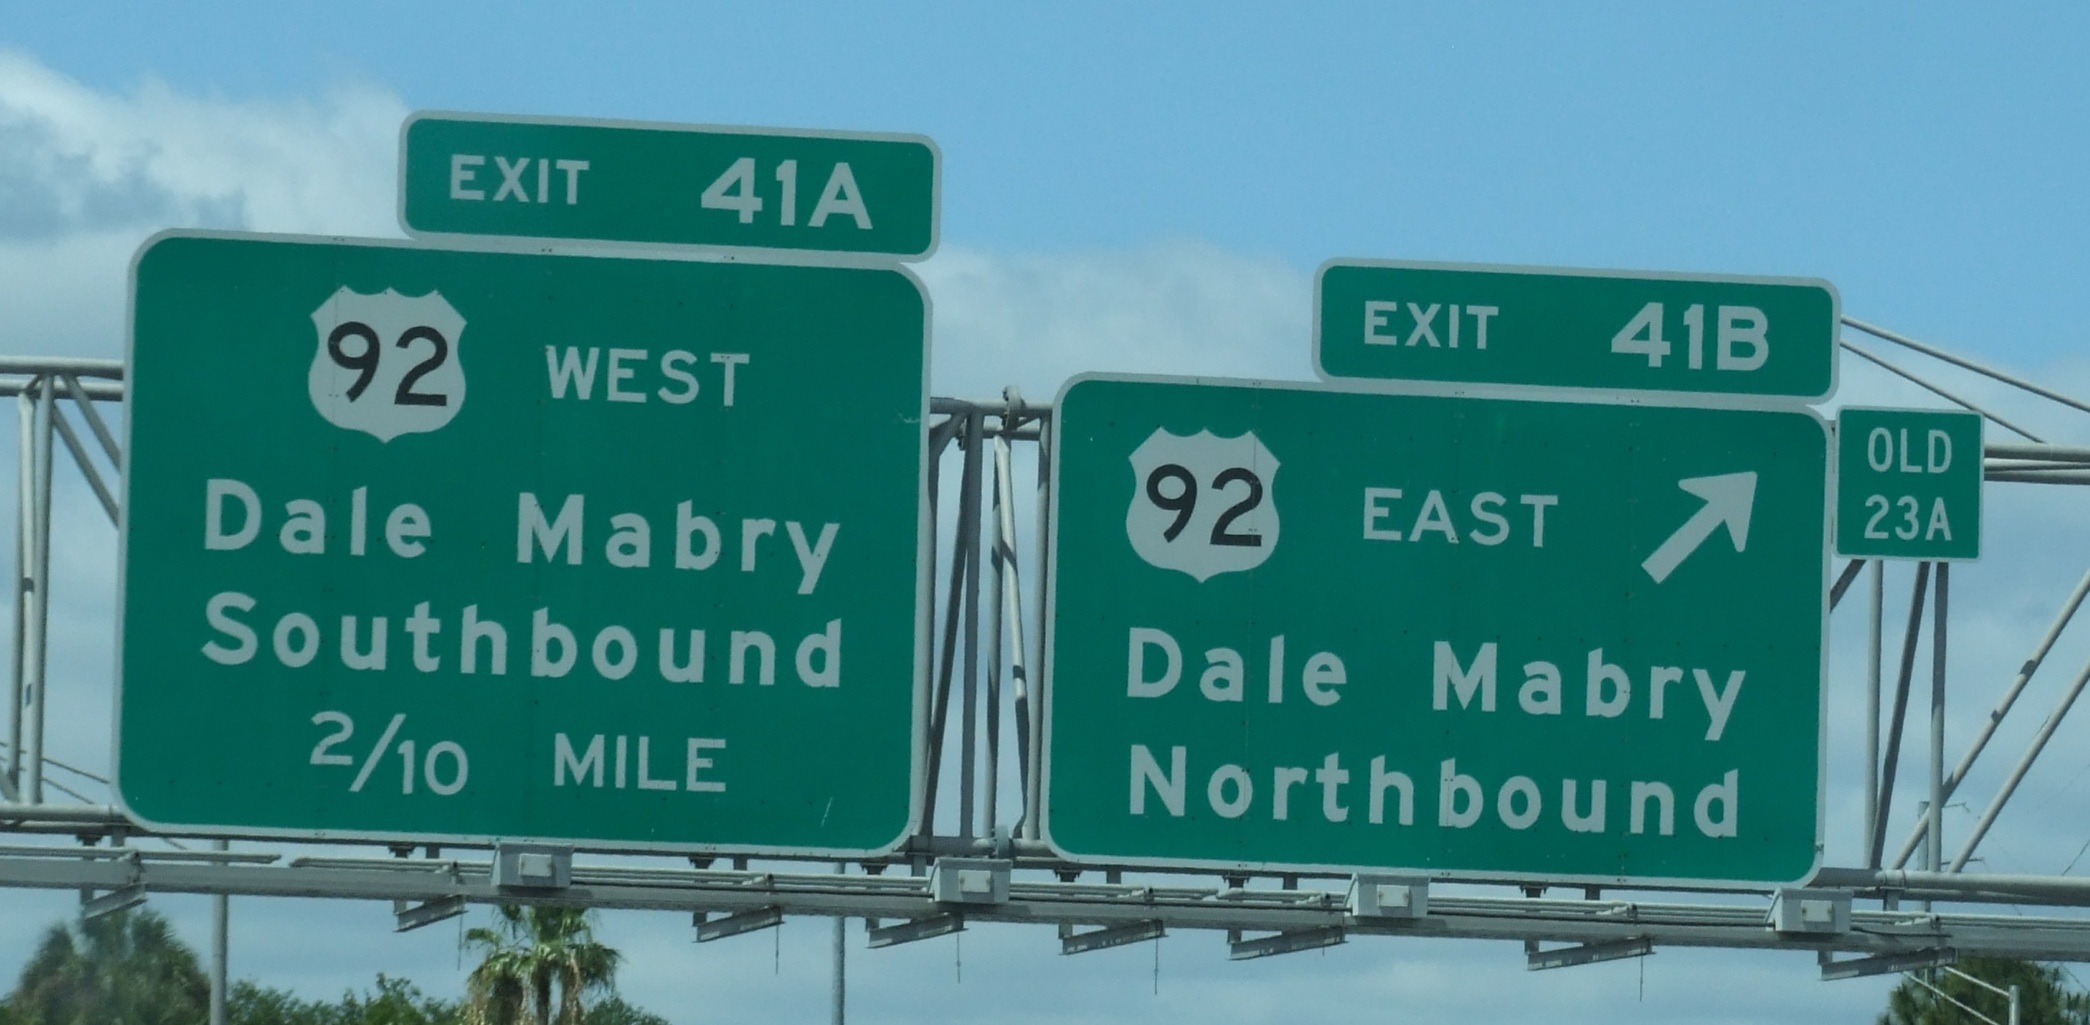 EXIT 41A
92 WEST
Dale Mabry
Southbound
2/10 MILE
EXIT 41B
92 EAST
Dale Mabry
Northbound
OLD
23A